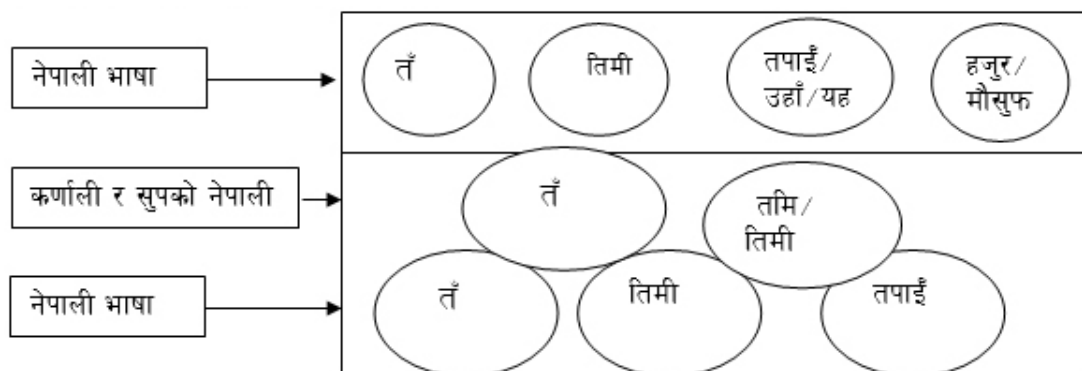 नेपाली भाषा
तँ
तिमी
तपाईँ/
उहाँ/यह
हजुर/
मौसुफ
कर्णाली र सुपको नेपाली
तँ
तमि/
तिमी
नेपाली भाषा
तँ
तिमी
तपाईँ